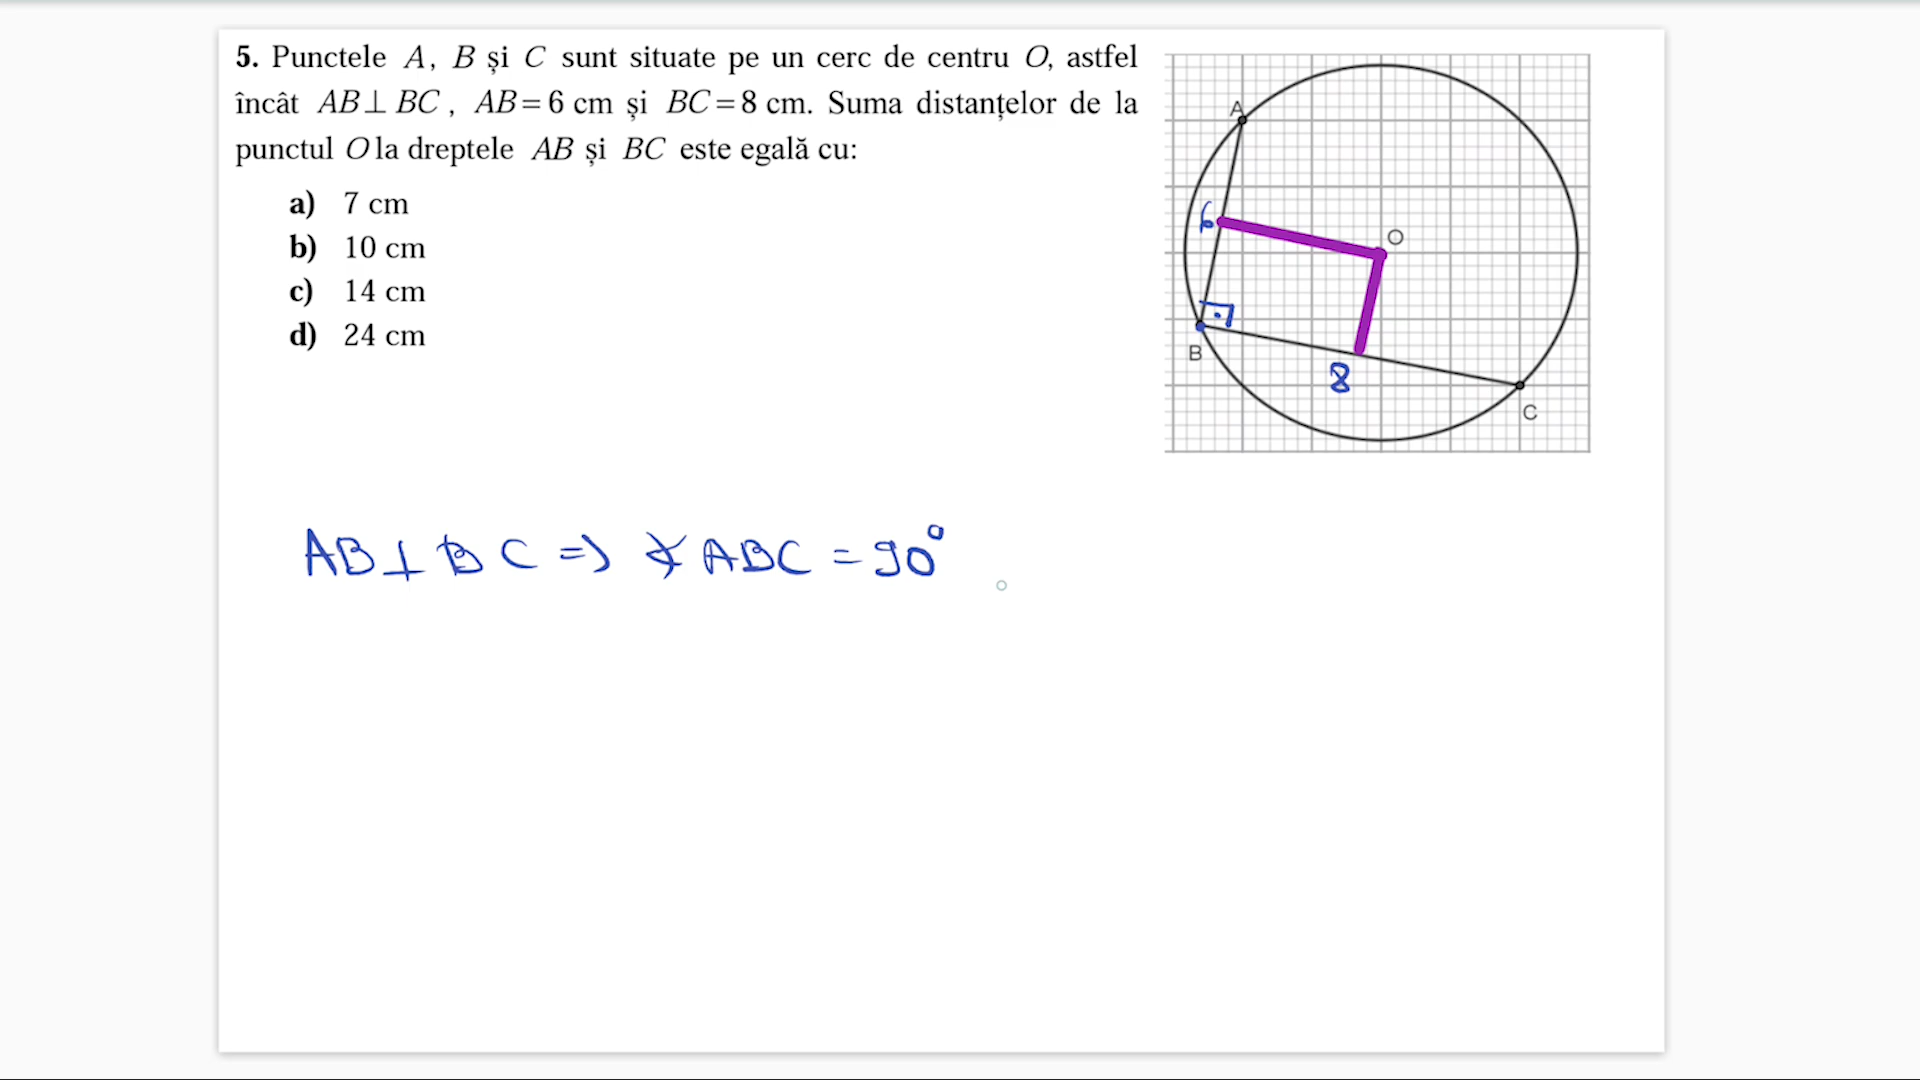 5. Punctele A, B și C sunt situate pe un cerc de centru O, astfel
încât AB⊥BC, AB=6 cm și BC=8 cm. Suma distanțelor de la
punctul O la dreptele AB și BC este egală cu:
a) 7 cm
b) 10 cm
c) 14 cm
d) 24 cm
A
6
O
B
8
C
AB⊥BC => ∢ABC = 90°